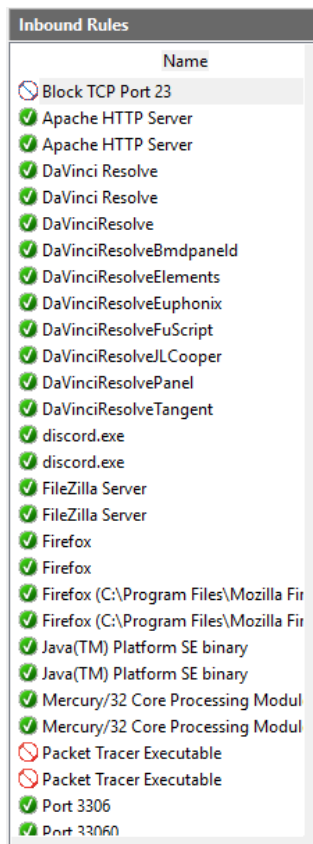 Inbound Rules
Name
Block TCP Port 23
Apache HTTP Server
Apache HTTP Server
DaVinci Resolve
DaVinci Resolve
DaVinciResolve
DaVinciResolveBmdpaneld
DaVinciResolveElements
DaVinciResolveEuphonix
DaVinciResolveFuScript
DaVinciResolveJLCooper
DaVinciResolvePanel
DaVinciResolveTangent
discord.exe
discord.exe
FileZilla Server
FileZilla Server
Firefox
Firefox
Firefox (C:\Program Files\Mozilla Fir
Firefox (C:\Program Files\Mozilla Fir
Java(TM) Platform SE binary
Java(TM) Platform SE binary
Mercury/32 Core Processing Modul
Mercury/32 Core Processing Modul
Packet Tracer Executable
Packet Tracer Executable
Port 3306
Port 33060